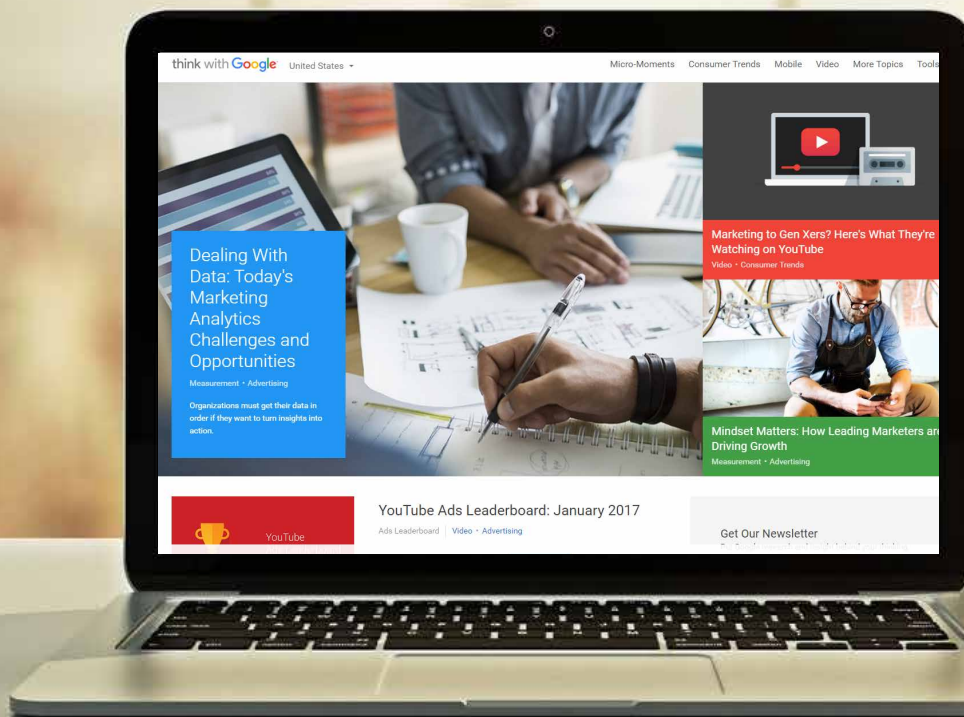 think with Google
United States
Micro-Moments Consumer Trends Mobile Video More Topics Tools
Dealing With
Data: Today's
Marketing
Analytics
Challenges and
Opportunities
Measurement • Advertising
Organizations must get their data in
order if they want to turn insights into
action.
Marketing to Gen Xers? Here's What They're
Watching on YouTube
Video • Consumer Trends
Mindset Matters: How Leading Marketers are
Driving Growth
Measurement • Advertising
YouTube
YouTube Ads Leaderboard: January 2017
Ads Leaderboard Video • Advertising
Get Our Newsletter